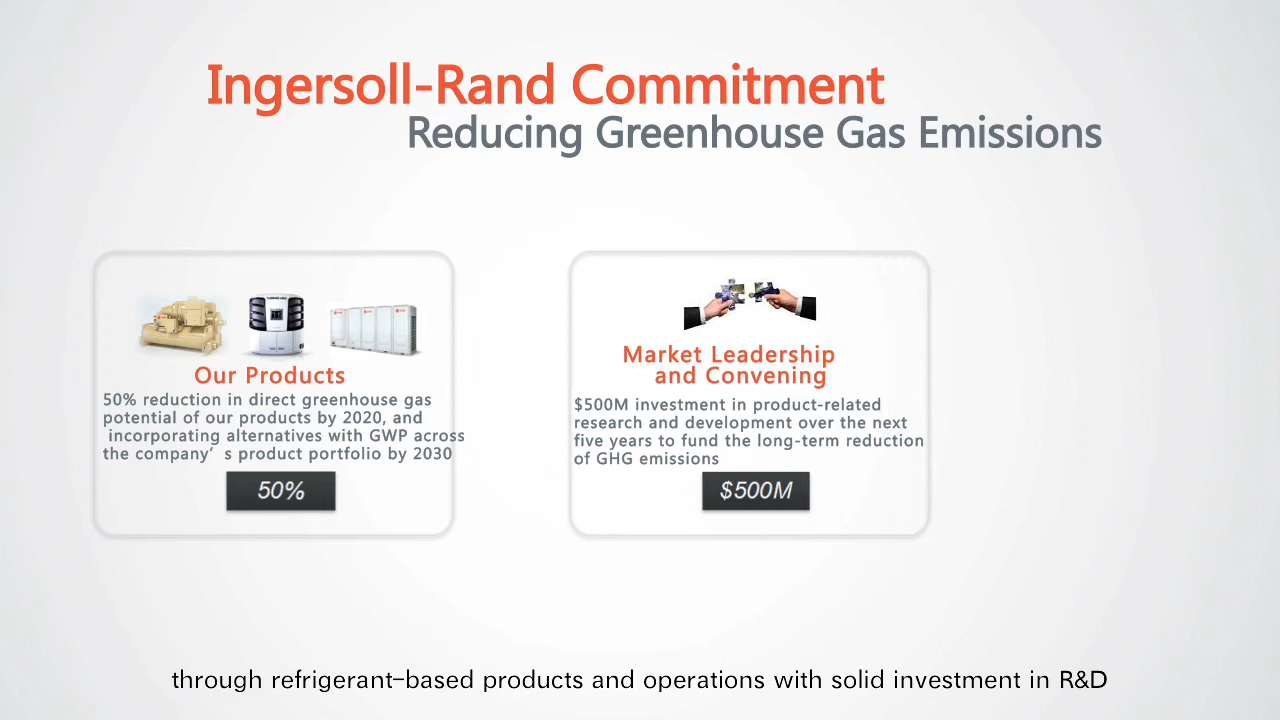 Ingersoll-Rand Commitment
Reducing Greenhouse Gas Emissions
Our Products
50% reduction in direct greenhouse gas
potential of our products by 2020, and
incorporating alternatives with GWP across
the company’s product portfolio by 2030
50%
Market Leadership
and Convening
$500M investment in product-related
research and development over the next
five years to fund the long-term reduction
of GHG emissions
$500M
through refrigerant-based products and operations with solid investment in R&D